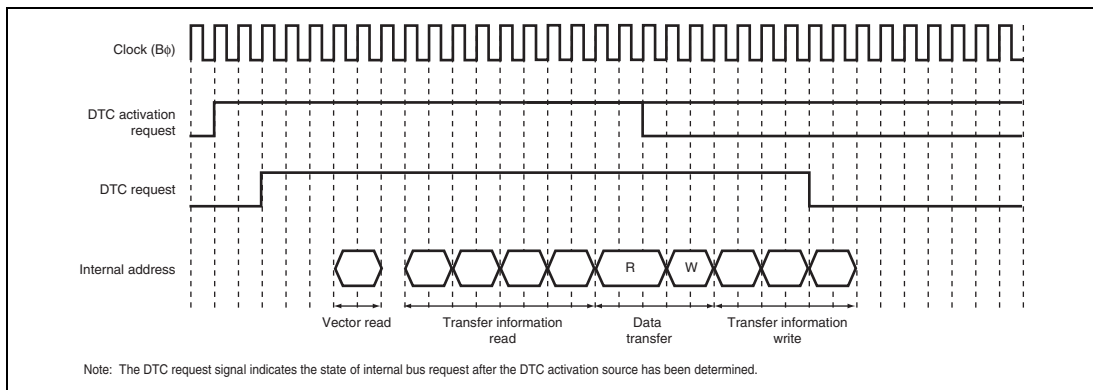 Clock (Bφ)
DTC activation
request
DTC request
Internal address
R
W
Vector read
Transfer information
read
Data
transfer
Transfer information
write
Note: The DTC request signal indicates the state of internal bus request after the DTC activation source has been determined.